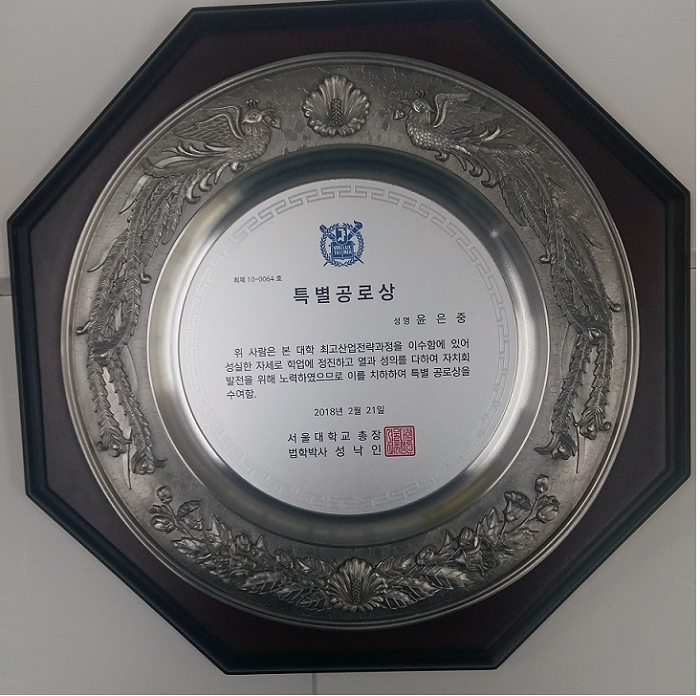 최제 10-0064 호
특별공로상
성명 윤 은 중
위 사람은 본 대학 최고산업전략과정을 이수함에 있어
성실한 자세로 학업에 정진하고 열과 성의를 다하여 자치회
발전을 위해 노력하였으므로 이를 치하하여 특별 공로상을
수여함.
2018년 2월 21일
서울대학교 총장
법학박사 성낙인